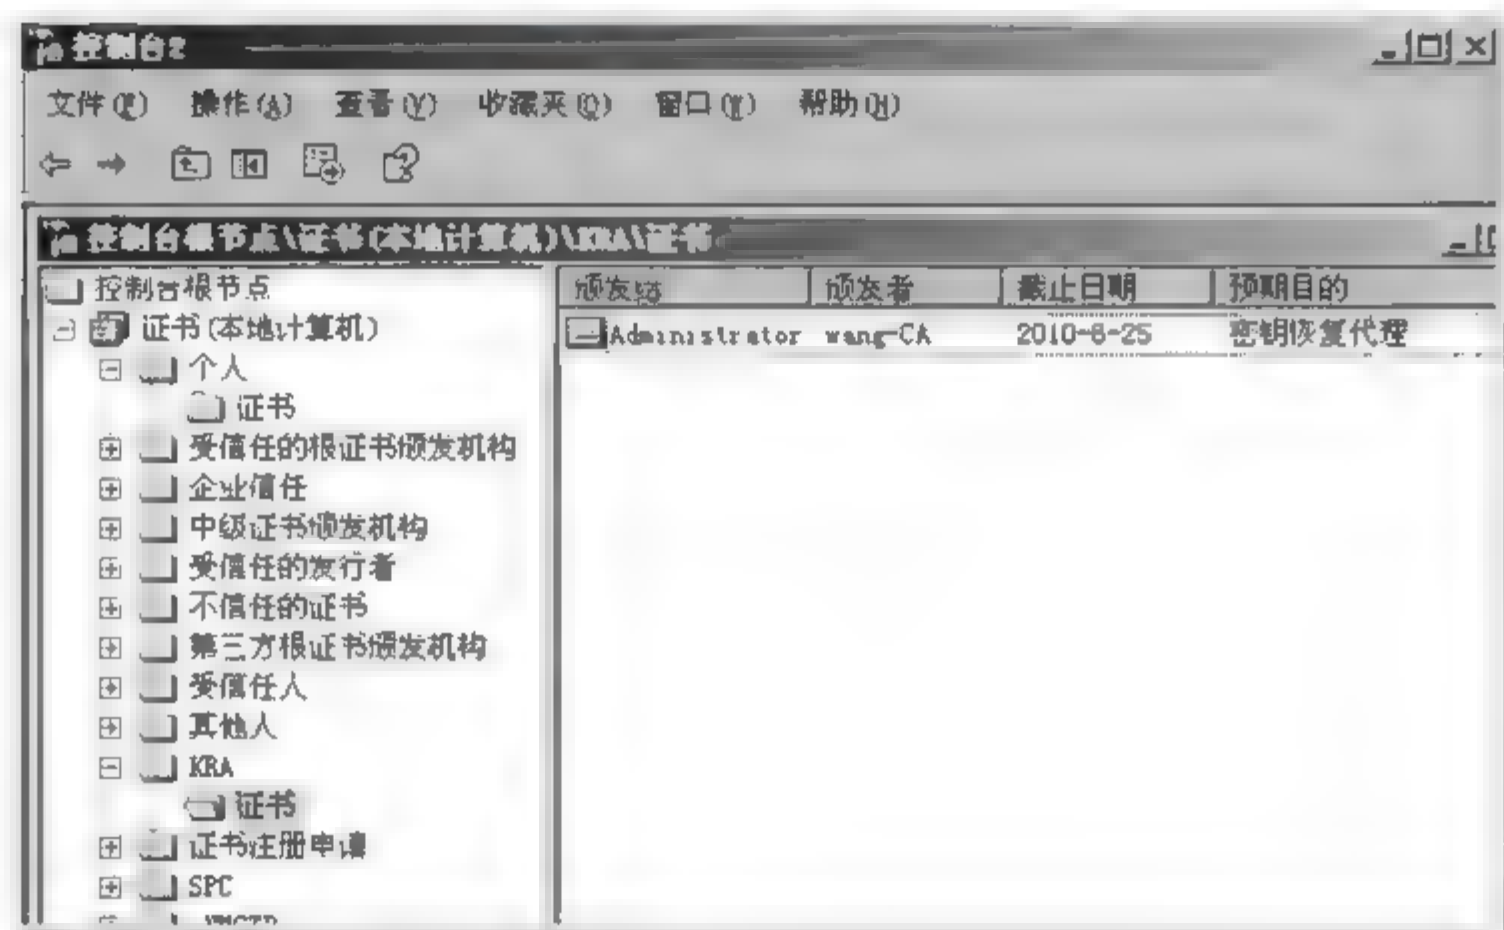 控制台2
文件(F) 操作(A) 查看(V) 收藏夹(O) 窗口(W) 帮助(H)
控制台根节点\证书(本地计算机)\KRA\证书
控制台根节点
证书(本地计算机)
个人
证书
受信任的根证书颁发机构
企业信任
中级证书颁发机构
受信任的发行者
不信任的证书
第三方根证书颁发机构
受信任人
其他人
KRA
证书
证书注册申请
SPC
颁发给 颁发者 截止日期 预期目的
Administrator wang-CA 2010-6-25 密钥恢复代理